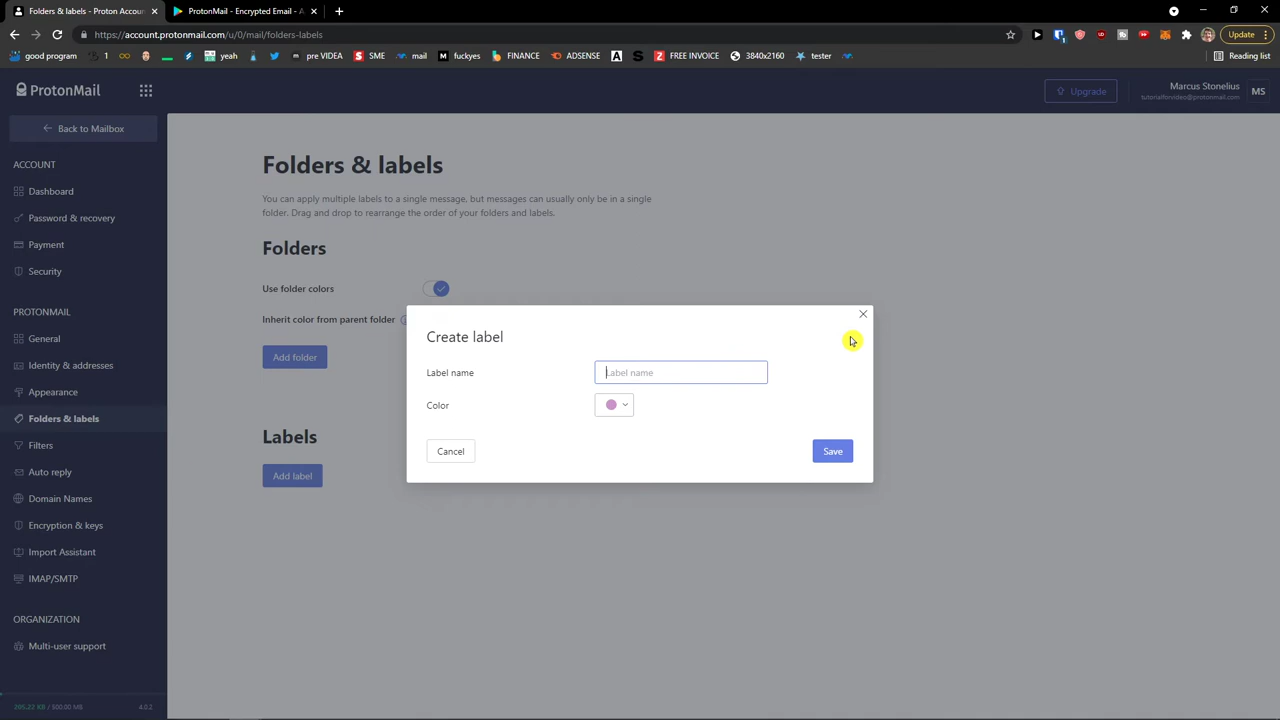 Folders & labels - Proton Accou
ProtonMail - Encrypted Email - A
https://account.protonmail.com/u/0/mail/folders-labels
Update
good program
1
yeah
pre VIDEA
SME
mail
fuckyes
FINANCE
ADSENSE
FREE INVOICE
3840x2160
tester
Reading list
ProtonMail
Upgrade
Marcus Stonelius
tutorialforvideo@protonmail.com
MS
Back to Mailbox
ACCOUNT
Dashboard
Password & recovery
Payment
Security
PROTONMAIL
General
Identity & addresses
Appearance
Folders & labels
Filters
Auto reply
Domain Names
Encryption & keys
Import Assistant
IMAP/SMTP
ORGANIZATION
Multi-user support
295.22 KB / 500.00 MB
4.0.2
Folders & labels
You can apply multiple labels to a single message, but messages can usually only be in a single
folder. Drag and drop to rearrange the order of your folders and labels.
Folders
Use folder colors
Inherit color from parent folder
Add folder
Labels
Add label
Create label
Label name
Label name
Color
Cancel
Save